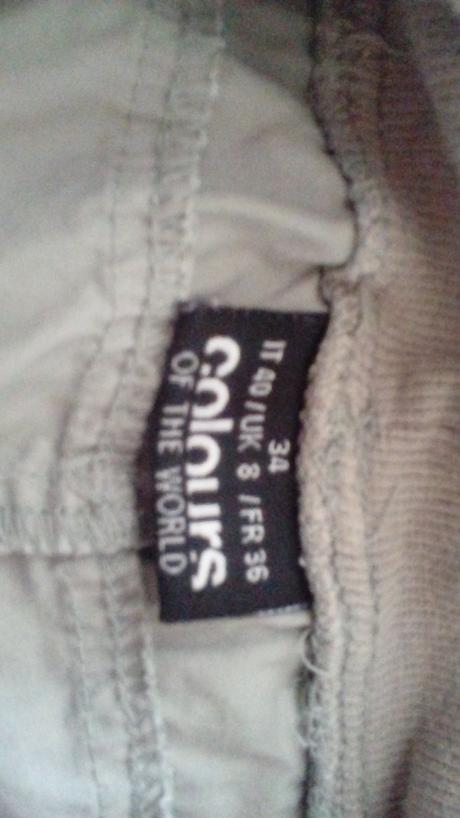 34
IT 40/UK 8 /FR 36
colours
OF THE WORLD